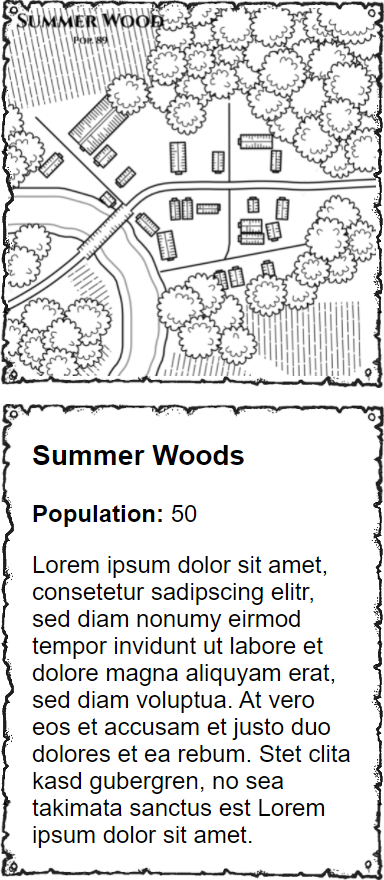 Summer Wood
Pop. 89
Summer Woods
Population: 50
Lorem ipsum dolor sit amet,
consetetur sadipscing elitr,
sed diam nonumy eirmod
tempor invidunt ut labore et
dolore magna aliquyam erat,
sed diam voluptua. At vero
eos et accusam et justo duo
dolores et ea rebum. Stet clita
kasd gubergren, no sea
takimata sanctus est Lorem
ipsum dolor sit amet.